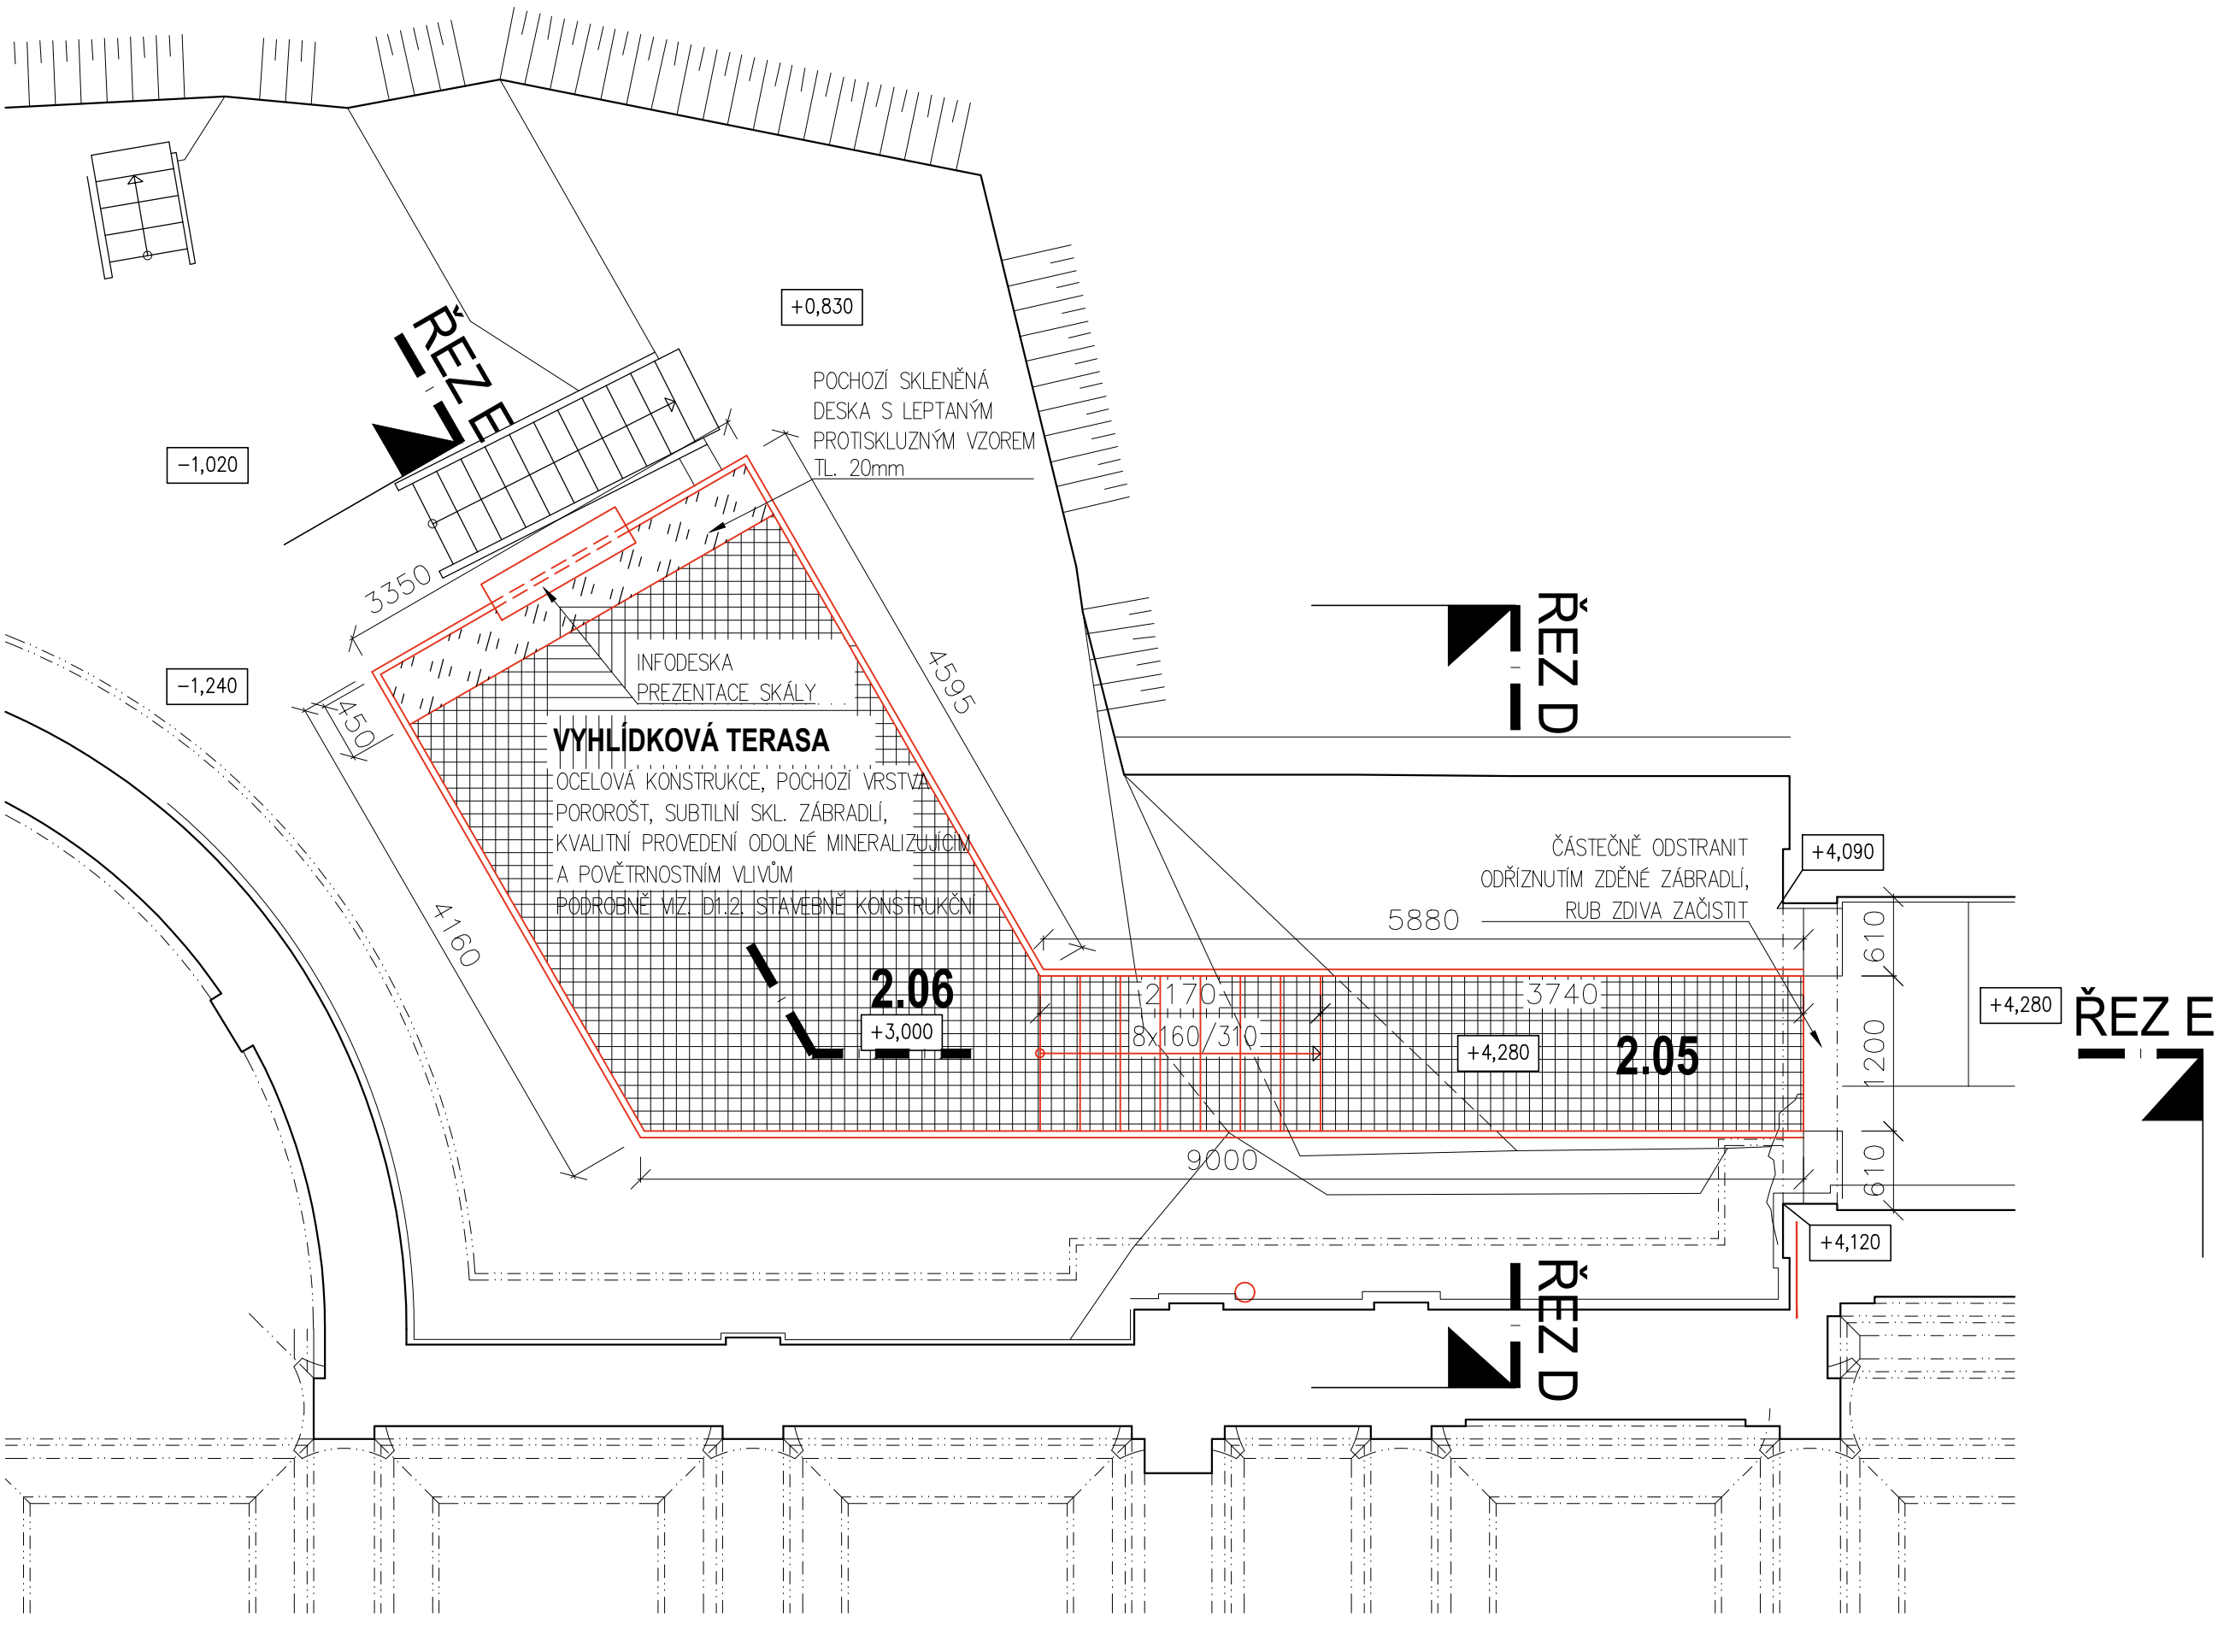 ŘEZ E
+0,830
POCHOZÍ SKLENĚNÁ
DESKA S LEPTANÝM
PROTISKLUZNÝM VZOREM
TL. 20mm
−1,020
3350
−1,240
450
4595
4160
INFODESKA
PREZENTACE SKÁLY
VYHLÍDKOVÁ TERASA
OCELOVÁ KONSTRUKCE, POCHOZÍ VRSTVA
POROROŠT, SUBTILNÍ SKL. ZÁBRADLÍ,
KVALITNÍ PROVEDENÍ ODOLNÉ MINERALIZUJÍCÍM
A POVĚTRNOSTNÍM VLIVŮM
PODROBNĚ VIZ. D1.2. STAVEBNĚ KONSTRUKČNÍ
2.06
+3,000
ŘEZ D
ČÁSTEČNĚ ODSTRANIT
ODŘÍZNUTÍM ZDĚNÉ ZÁBRADLÍ,
RUB ZDIVA ZAČISTIT
+4,090
5880
2170
3740
8x160/310
+4,280
2.05
610
1200
610
+4,280
ŘEZ E
9000
+4,120
ŘEZ D